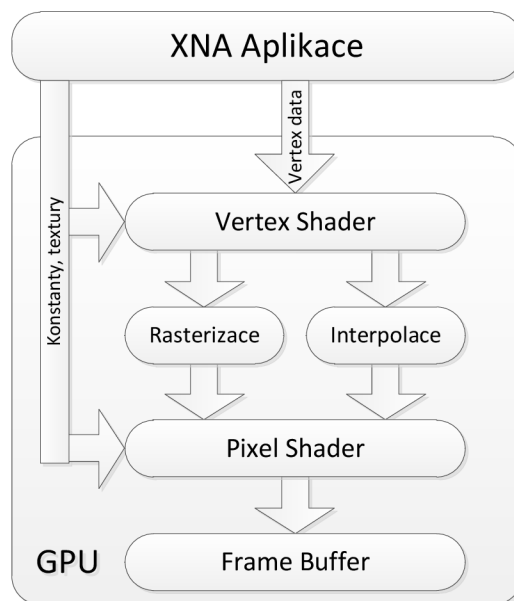 XNA Aplikace
Vertex data
Konstanty, textury
Vertex Shader
Rasterizace
Interpolace
Pixel Shader
Frame Buffer
GPU